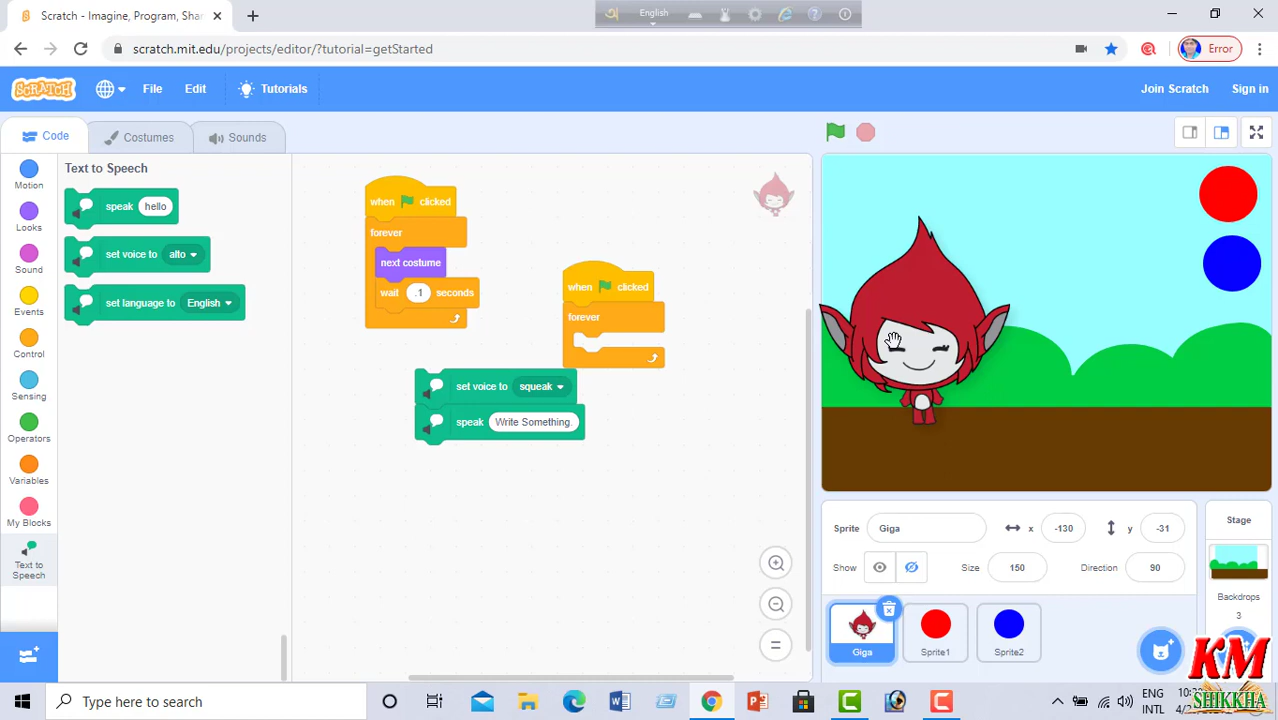 Scratch - Imagine, Program, Shar
English
scratch.mit.edu/projects/editor/?tutorial=getStarted
Error
SCRATCH
File
Edit
Tutorials
Join Scratch
Sign in
Code
Costumes
Sounds
Motion
Looks
Sound
Events
Control
Sensing
Operators
Variables
My Blocks
Text to
Speech
Text to Speech
speak hello
set voice to alto
set language to English
when clicked
forever
next costume
wait .1 seconds
when clicked
forever
set voice to squeak
speak Write Something.
Sprite Giga
x -130
y -31
Show
Size 150
Direction 90
Giga
Sprite1
Sprite2
Stage
Backdrops
3
KM
SHIKKHA
Type here to search
ENG
INTL